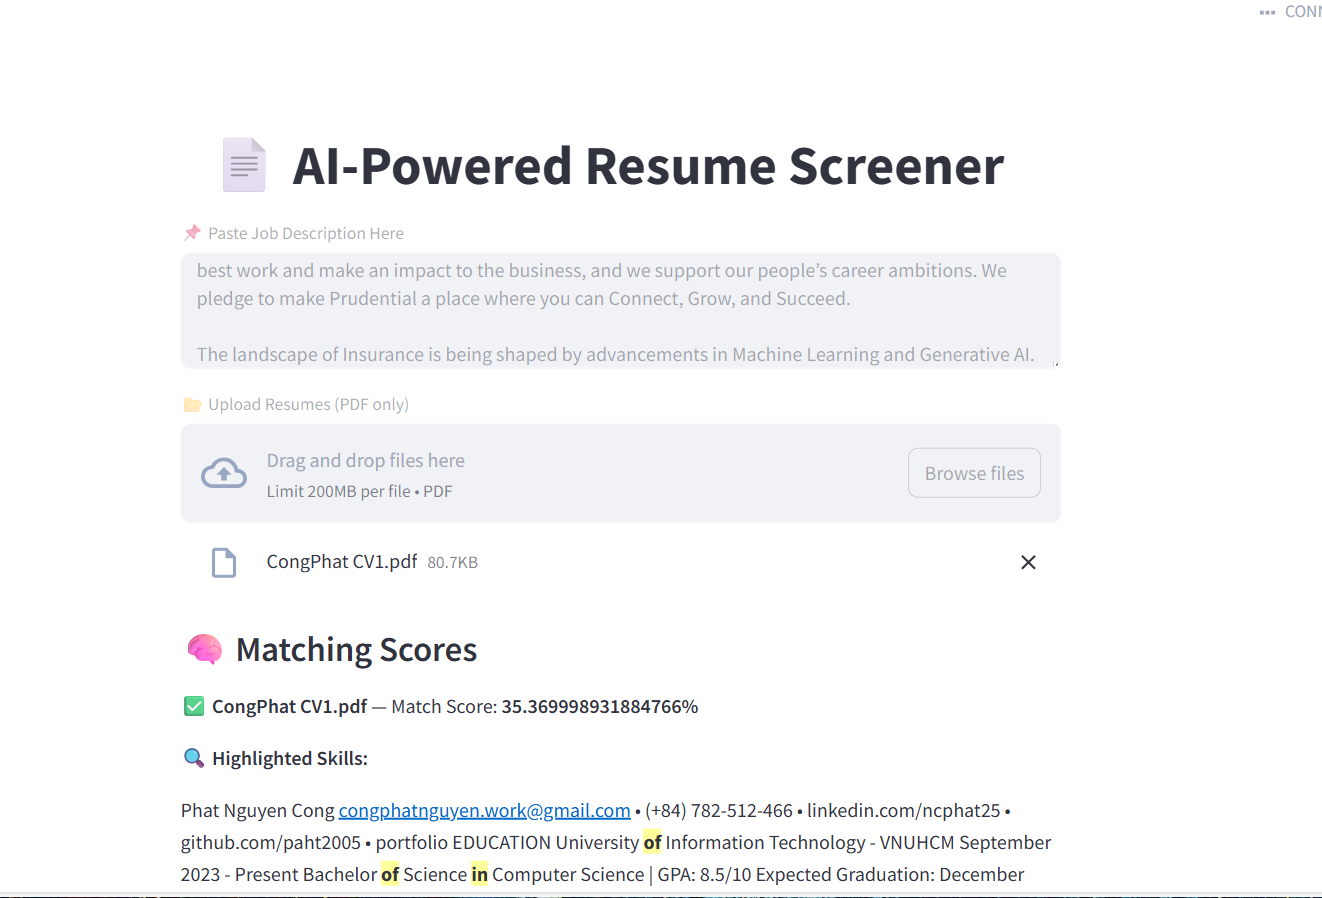 CONN
AI-Powered Resume Screener
Paste Job Description Here
best work and make an impact to the business, and we support our people’s career ambitions. We
pledge to make Prudential a place where you can Connect, Grow, and Succeed.
The landscape of Insurance is being shaped by advancements in Machine Learning and Generative AI.
Upload Resumes (PDF only)
Drag and drop files here
Limit 200MB per file • PDF
Browse files
CongPhat CV1.pdf 80.7KB
Matching Scores
CongPhat CV1.pdf — Match Score: 35.369998931884766%
Highlighted Skills:
Phat Nguyen Cong congphatnguyen.work@gmail.com • (+84) 782-512-466 • linkedin.com/ncphat25 •
github.com/paht2005 • portfolio EDUCATION University of Information Technology - VNUHCM September
2023 - Present Bachelor of Science in Computer Science | GPA: 8.5/10 Expected Graduation: December